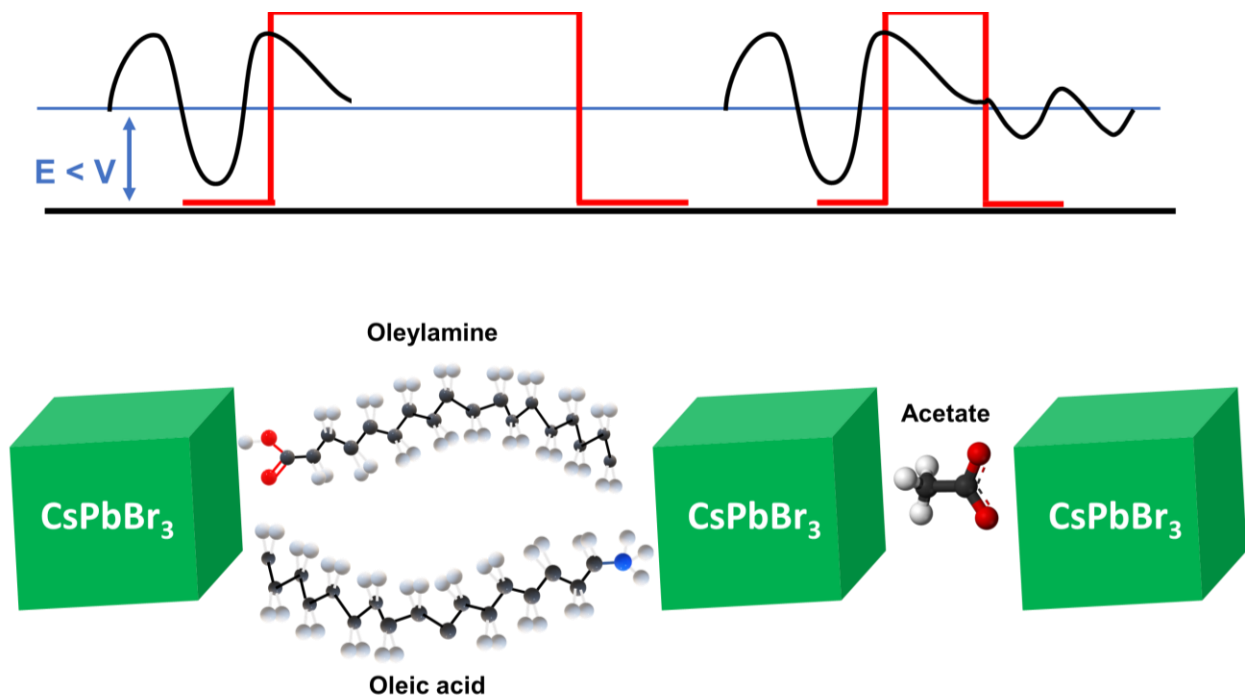 E < V
Oleylamine
Acetate
CsPbBr₃
CsPbBr₃
CsPbBr₃
Oleic acid